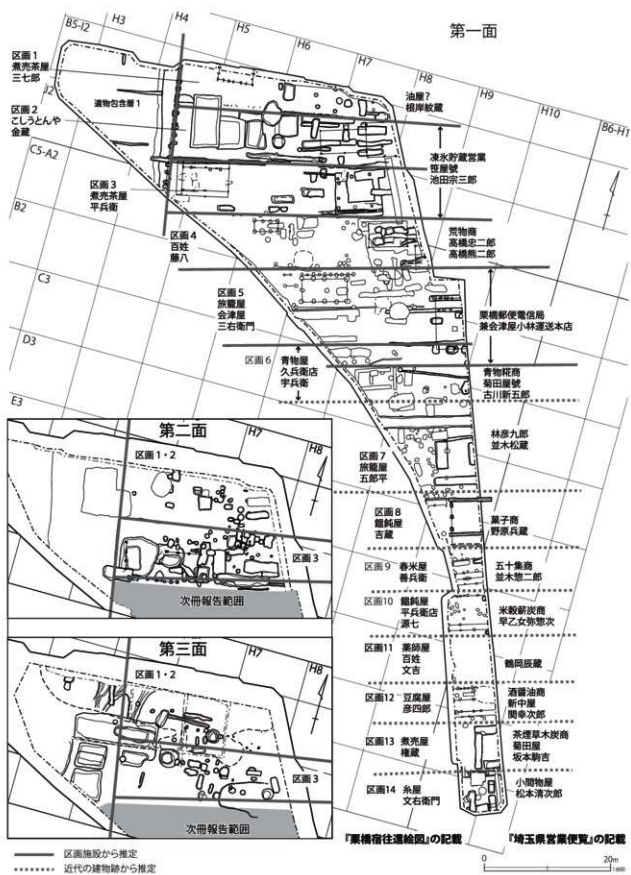 第一面
B5-I2
H3
H4
H5
H6
H7
H8
H9
H10
B6-H1
I2
C5-A2
B2
C3
D3
E3
区画1
煮売茶屋
三七郎
遺物包含層1
区画2
こしうとんや
金蔵
区画3
煮売茶屋
平兵衛
区画4
百姓
藤八
区画5
旅籠屋
会津屋
三右衛門
区画6
青物屋
久兵衛店
宇兵衛
区画7
旅籠屋
五郎平
区画8
饂飩屋
吉蔵
区画9
舂米屋
善兵衛
区画10
饂飩屋
平兵衛店
源七
区画11
薬師屋
百姓
文吉
区画12
豆腐屋
彦四郎
区画13
煮売屋
権蔵
区画14
糸屋
文右衛門
油屋?
根岸紋蔵
凍氷貯蔵営業
笹屋號
池田宗三郎
荒物商
高橋忠二郎
高橋熊二郎
栗橋郵便電信局
兼会津屋小林運送本店
青物糀商
菊田屋號
古川新五郎
林彦九郎
並木松蔵
菓子商
野原兵蔵
五十集商
並木惣二郎
米穀薪炭商
早乙女弥惣次
鶴岡辰蔵
酒醤油商
新中屋
関幸次郎
茶煙草木炭商
菊田屋
坂本駒吉
小間物屋
松本清次郎
第二面
H7
H8
区画1・2
区画3
次冊報告範囲
第三面
H7
H8
区画1・2
区画3
次冊報告範囲
『栗橋宿往還絵図』の記載
『埼玉県営業便覧』の記載
区画施設から推定
近代の建物跡から推定
0
20m
1:600